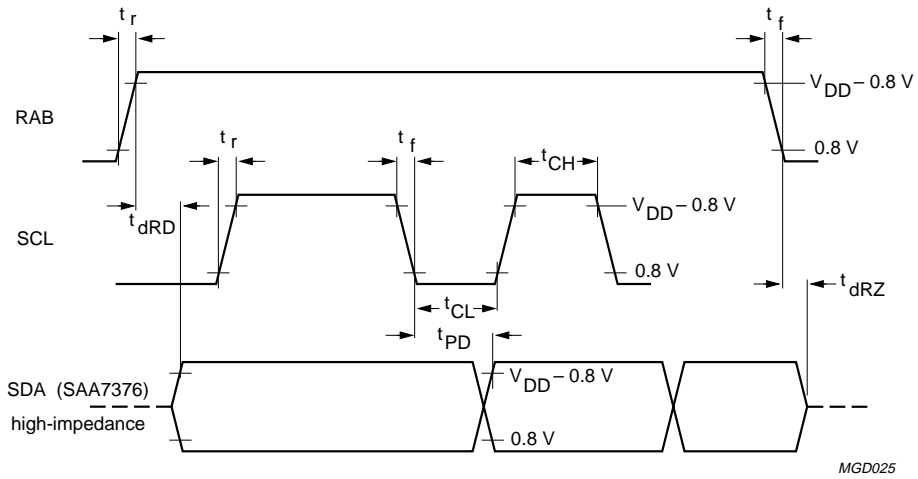 t r
t f
V DD – 0.8 V
RAB
0.8 V
t r
t f
t CH
V DD – 0.8 V
t dRD
SCL
0.8 V
t dRZ
t CL
t PD
SDA (SAA7376)
V DD – 0.8 V
high-impedance
0.8 V
MGD025